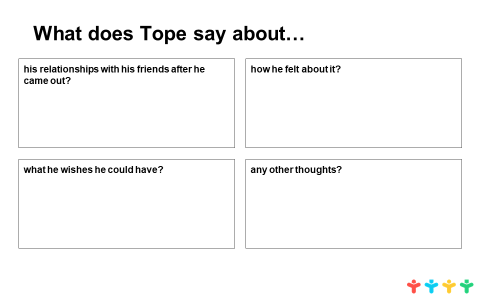 What does Tope say about…
his relationships with his friends after he
came out?
how he felt about it?
what he wishes he could have?
any other thoughts?